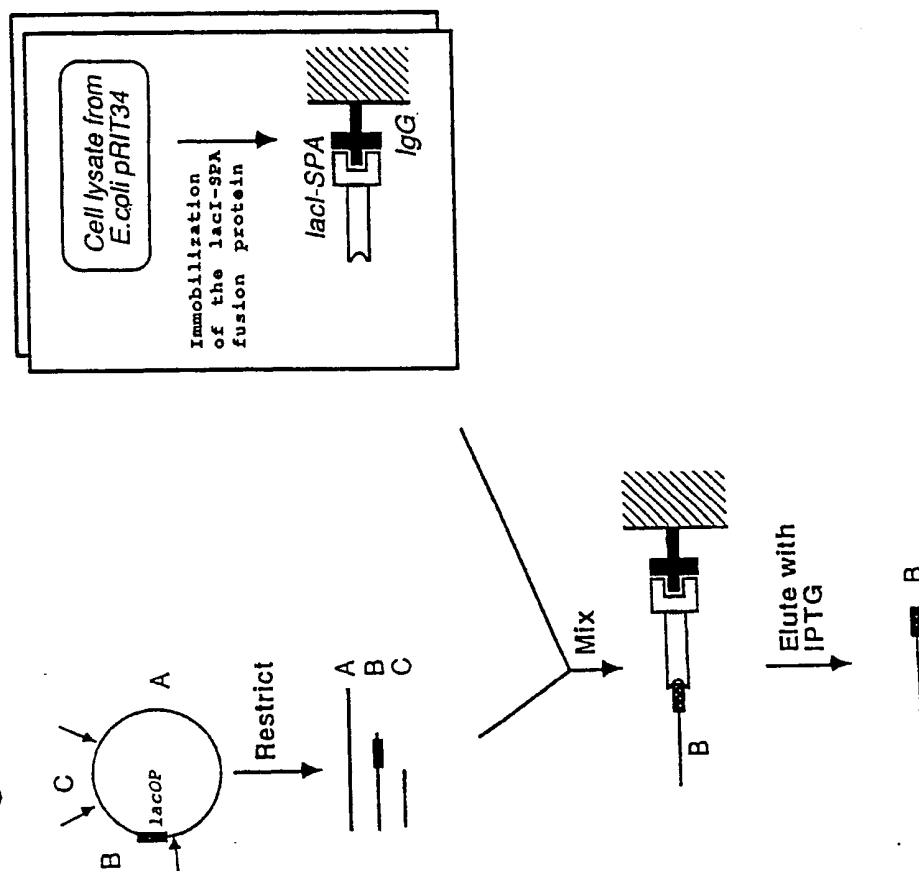 B
C
A
lacOP
Restrict
A
B
C
Cell lysate from
E.coli pRIT34
Immobilization
of the lacI-SPA
fusion protein
lacI-SPA
IgG
Mix
B
Elute with
IPTG
B